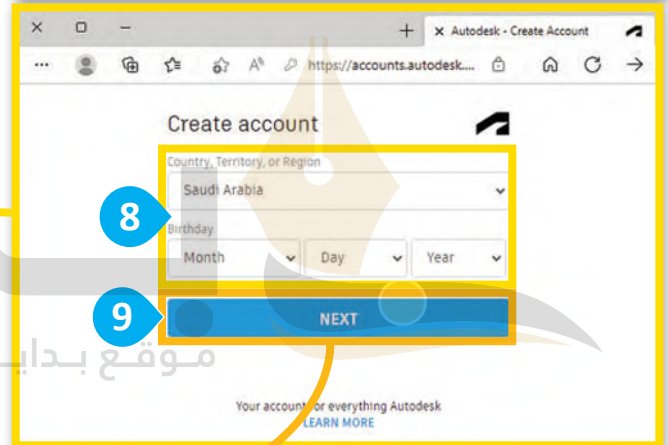 Autodesk - Create Account
https://accounts.autodesk....
Create account
Country, Territory, or Region
Saudi Arabia
8
Birthday
Month Day Year
9
NEXT
موقع
Your account for everything Autodesk
LEARN MORE